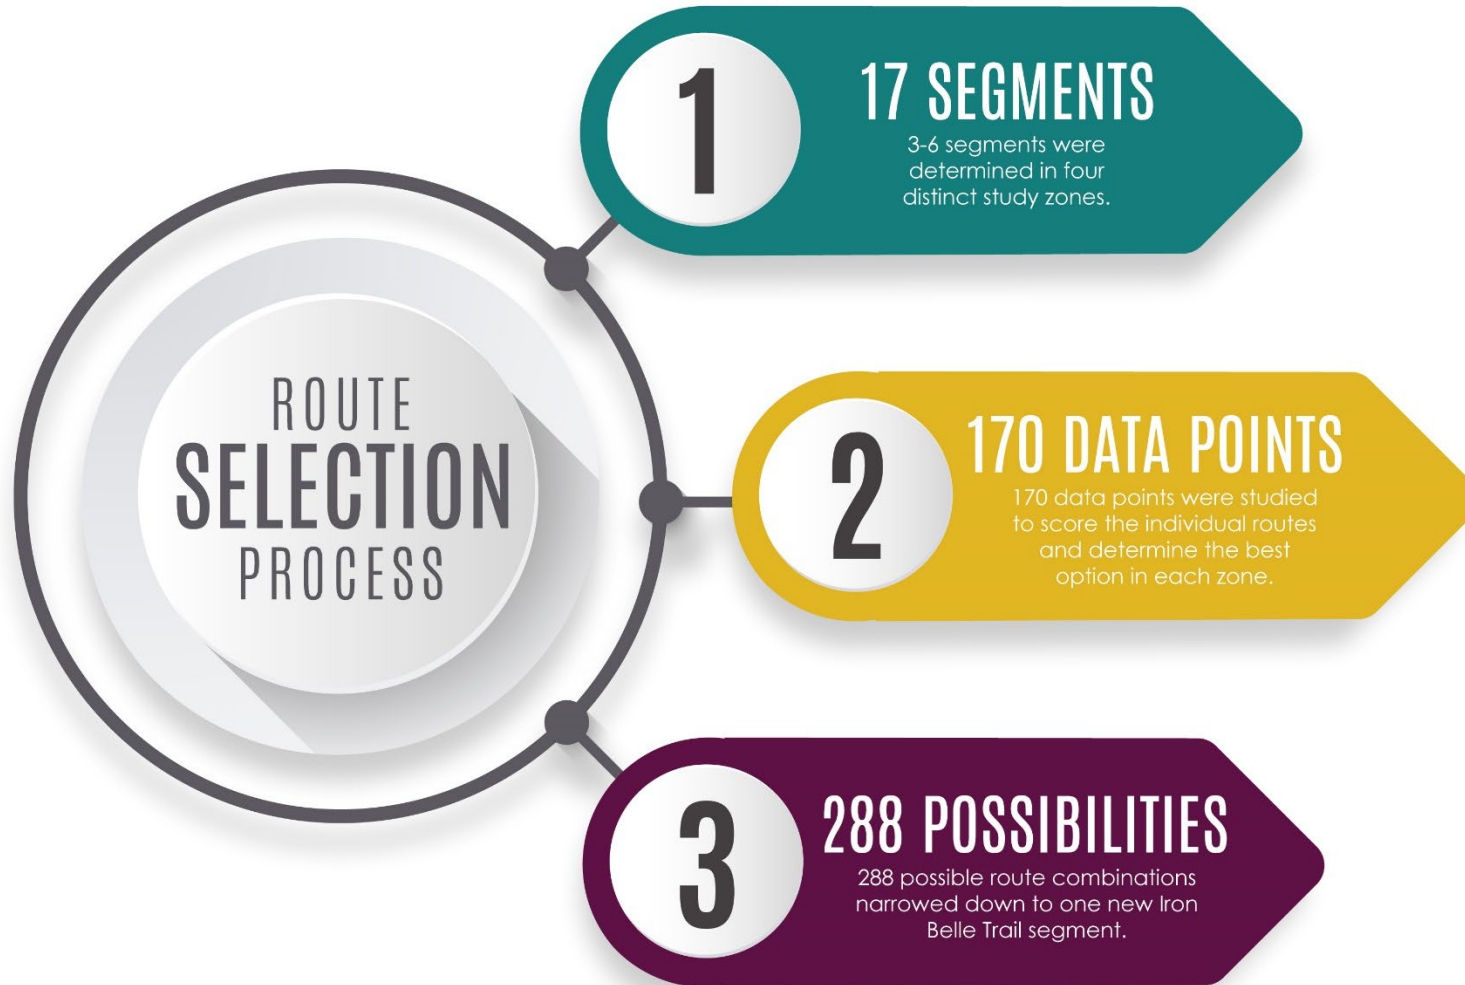 ROUTE
SELECTION
PROCESS
1
17 SEGMENTS
3-6 segments were
determined in four
distinct study zones.
2
170 DATA POINTS
170 data points were studied
to score the individual routes
and determine the best
option in each zone.
3
288 POSSIBILITIES
288 possible route combinations
narrowed down to one new Iron
Belle Trail segment.